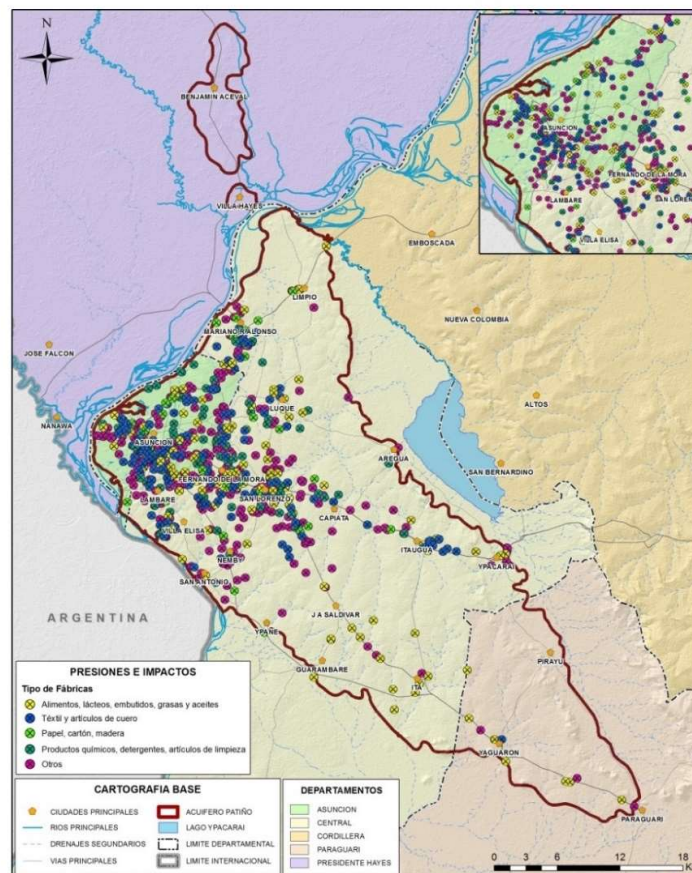 N
BENJAMIN ACEVAL
VILLA HAYES
EMBOSCADA
LIMPIO
NUEVA COLOMBIA
MARIANO R ALONSO
JOSE FALCON
ALTOS
LUQUE
NANAWA
ASUNCION
AREGUA
SAN BERNARDINO
FERNANDO DE LA MORA
LAMBARE
SAN LORENZO
CAPIATA
VILLA ELISA
ITAUGUA
YPACARAI
ÑEMBY
SAN ANTONIO
ARGENTINA
J A SALDIVAR
YPAÑE
PIRAYU
GUARAMBARE
ITA
YAGUARON
PARAGUARI
ASUNCION
FERNANDO DE LA MORA
LAMBARE
SAN LOREN
VILLA ELISA
PRESIONES E IMPACTOS
Tipo de Fábricas
Alimentos, lácteos, embutidos, grasas y aceites
Téxtil y artículos de cuero
Papel, cartón, madera
Productos químicos, detergentes, artículos de limpieza
Otros
CARTOGRAFIA BASE
CIUDADES PRINCIPALES
RIOS PRINCIPALES
DRENAJES SEGUNDARIOS
VIAS PRINCIPALES
ACUIFERO PATIÑO
LAGO YPACARAI
LIMITE DEPARTAMENTAL
LIMITE INTERNACIONAL
DEPARTAMENTOS
ASUNCION
CENTRAL
CORDILLERA
PARAGUARI
PRESIDENTE HAYES
0 3 6 12 18
K